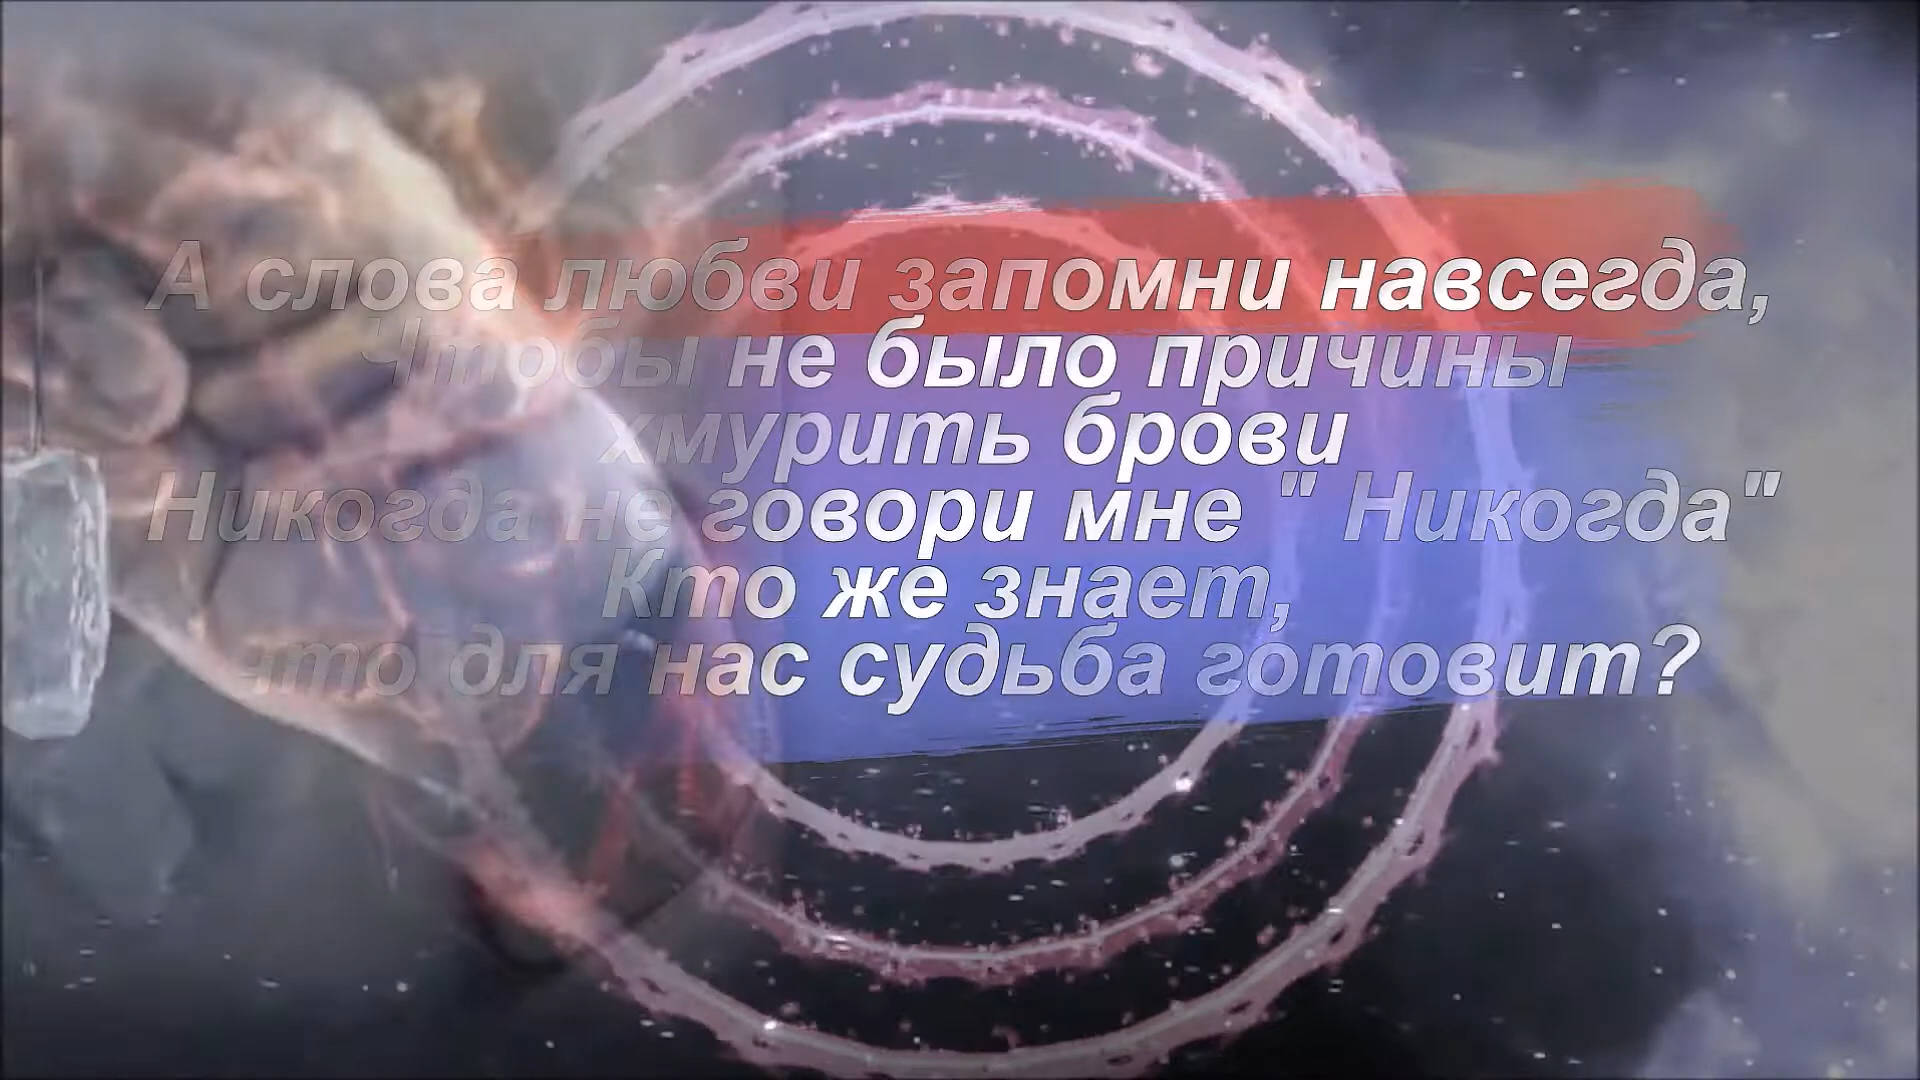 А слова любви запомни навсегда,
Чтобы не было причины
хмурить брови
Никогда не говори мне " Никогда"
Кто же знает,
что для нас судьба готовит?